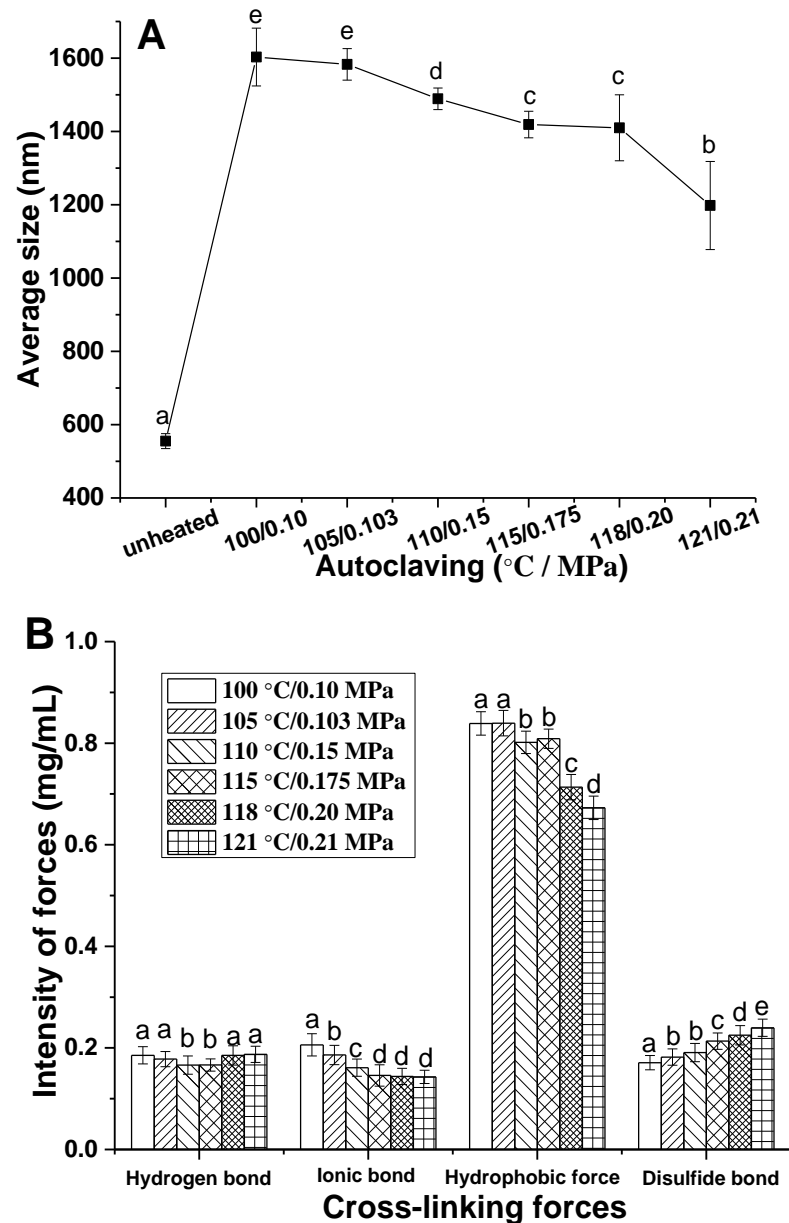 A
e e d c c b a
1600
1400
1200
1000
800
600
400
Average size (nm)
unheated 100/0.10 105/0.103 110/0.15 115/0.175 118/0.20 121/0.21
Autoclaving (°C / MPa)
B
1.0
0.8
0.6
0.4
0.2
0.0
Intensity of forces (mg/mL)
100 °C/0.10 MPa
105 °C/0.103 MPa
110 °C/0.15 MPa
115 °C/0.175 MPa
118 °C/0.20 MPa
121 °C/0.21 MPa
a a b b a a
a b c d d d
a a b b c d
a b b c d e
Hydrogen bond Ionic bond Hydrophobic force Disulfide bond
Cross-linking forces